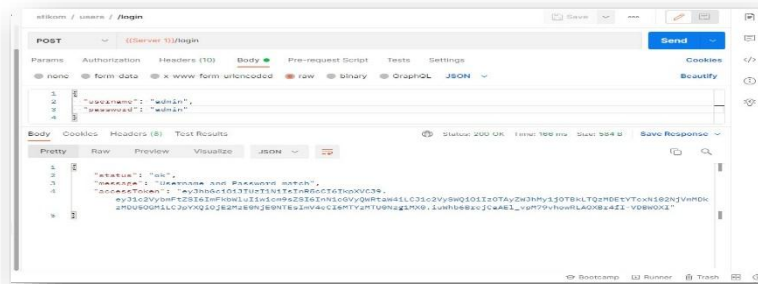 stikom / users / /login
Save
POST
{{Server 1}}/login
Send
Params Authorization Headers (10) Body Pre-request Script Tests Settings
Cookies
none form-data x-www-form-urlencoded raw binary GraphQL JSON
Beautify
1 {
2 "username": "admin",
3 "password": "admin"
4 }
Body Cookies Headers (8) Test Results
Status: 200 OK Time: 166 ms Size: 564 B Save Response
Pretty Raw Preview Visualize JSON
1 {
2 "status": "ok",
3 "message": "Username and Password match",
4 "accessToken":
5 }
Bootcamp Runner Trash